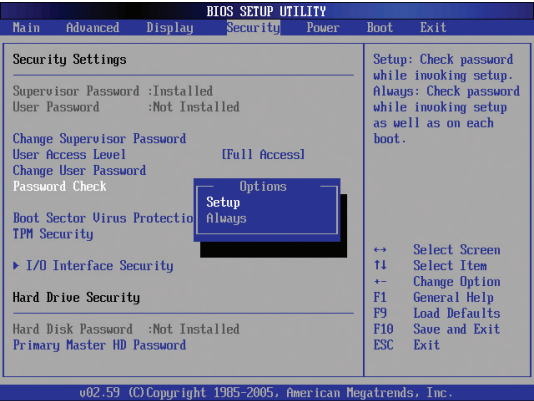 BIOS SETUP UTILITY
Main Advanced Display Security Power Boot Exit
Security Settings
Supervisor Password :Installed
User Password :Not Installed
Change Supervisor Password
User Access Level [Full Access]
Change User Password
Password Check
Boot Sector Virus Protectio
TPM Security
I/O Interface Security
Hard Drive Security
Hard Disk Password :Not Installed
Primary Master HD Password
Options
Setup
Always
Setup: Check password
while invoking setup.
Always: Check password
while invoking setup
as well as on each
boot.
↔ Select Screen
↑↓ Select Item
+- Change Option
F1 General Help
F9 Load Defaults
F10 Save and Exit
ESC Exit
v02.59 (C)Copyright 1985-2005, American Megatrends, Inc.